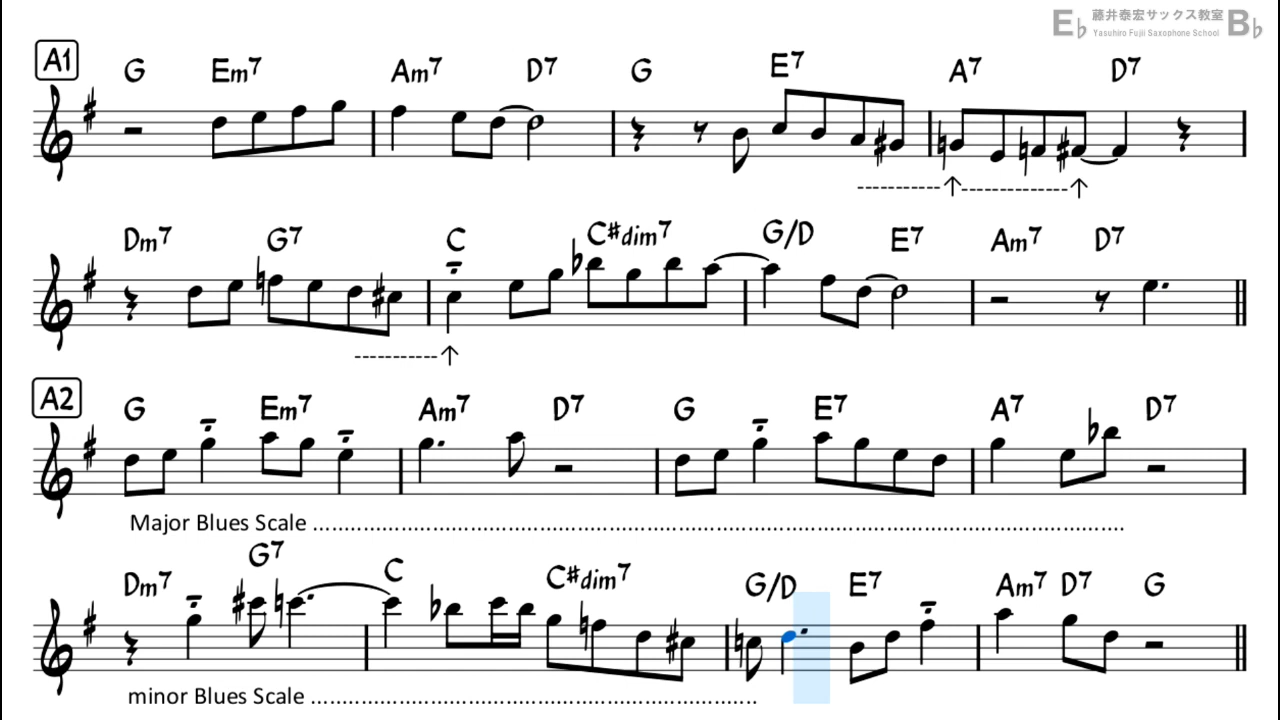 E♭ 藤井泰宏サックス教室 B♭
Yasuhiro Fujii Saxophone School
A1
G Em7 Am7 D7 G E7 A7 D7
Dm7 G7 C C#dim7 G/D E7 Am7 D7
A2
G Em7 Am7 D7 G E7 A7 D7
Major Blues Scale
Dm7 G7 C C#dim7 G/D E7 Am7 D7 G
minor Blues Scale